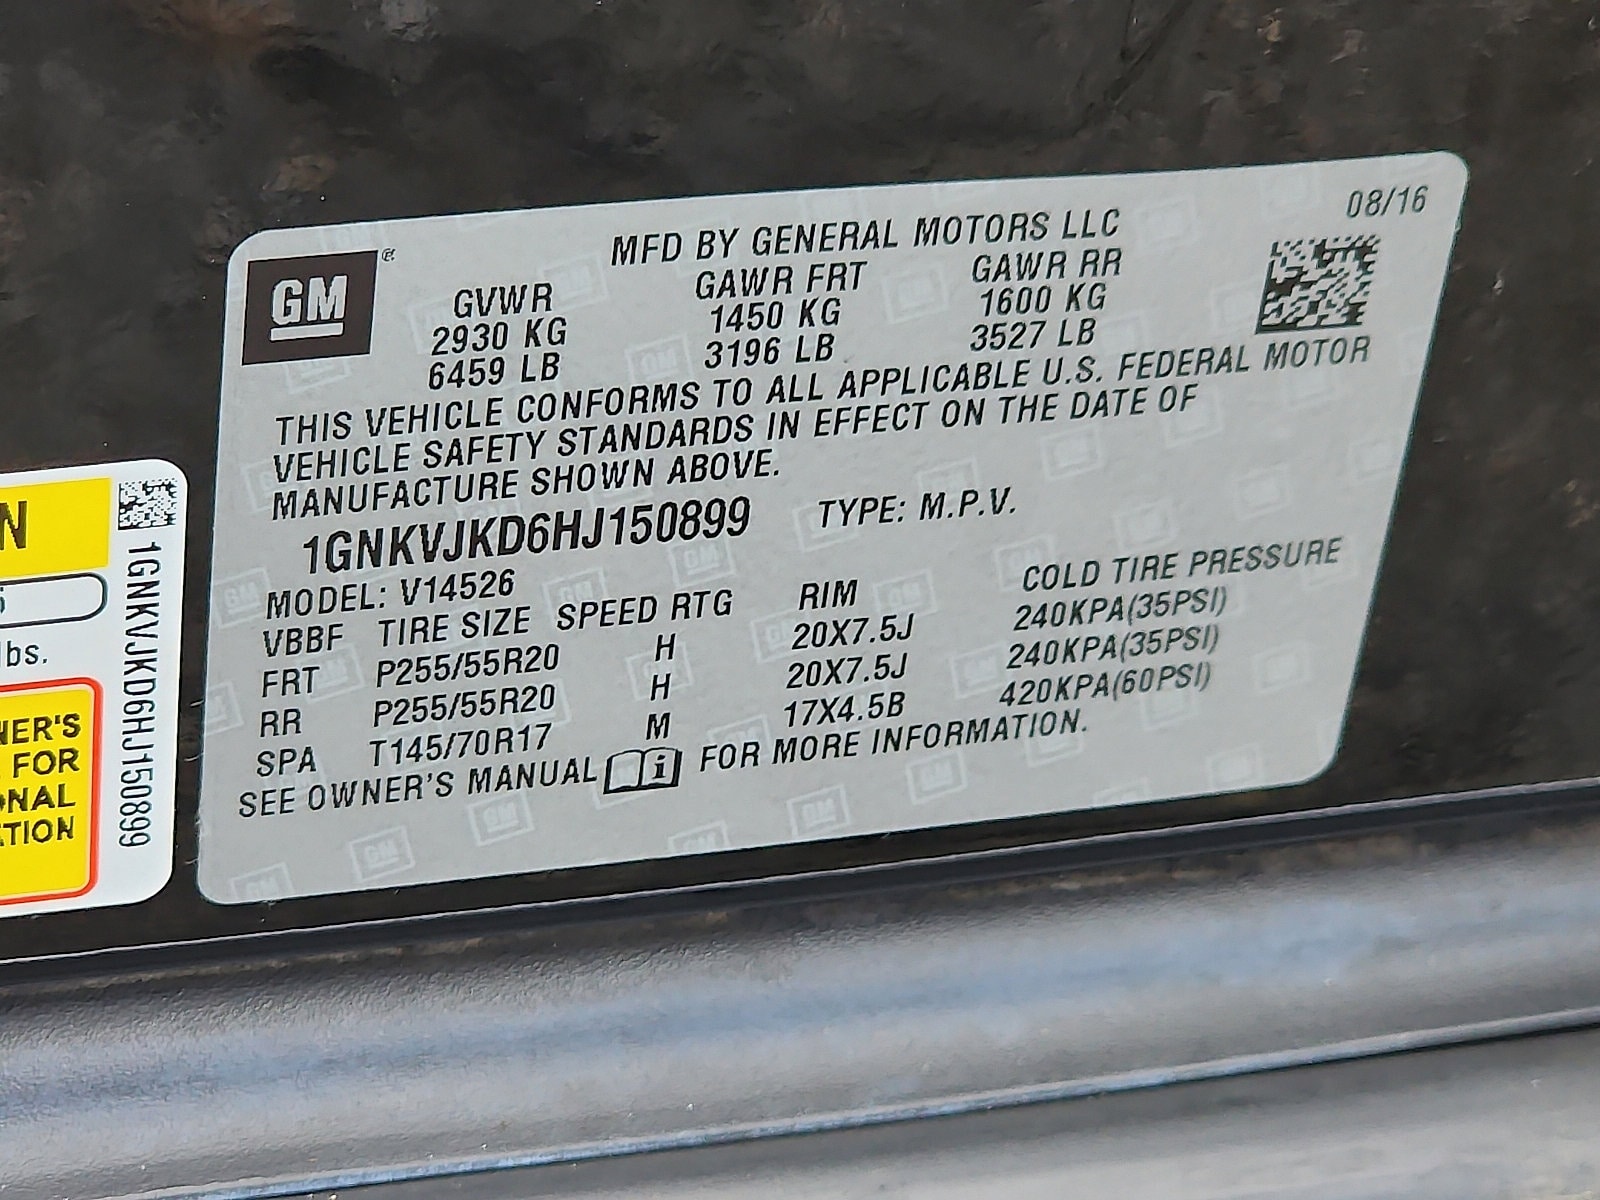 08/16
GM
MFD BY GENERAL MOTORS LLC
GVWR GAWR FRT GAWR RR
2930 KG 1450 KG 1600 KG
6459 LB 3196 LB 3527 LB
THIS VEHICLE CONFORMS TO ALL APPLICABLE U.S. FEDERAL MOTOR
VEHICLE SAFETY STANDARDS IN EFFECT ON THE DATE OF
MANUFACTURE SHOWN ABOVE.
1GNKVJKD6HJ150899 TYPE: M.P.V.
MODEL: V14526
VBBF TIRE SIZE SPEED RTG RIM COLD TIRE PRESSURE
FRT P255/55R20 H 20X7.5J 240KPA(35PSI)
RR P255/55R20 H 20X7.5J 240KPA(35PSI)
SPA T145/70R17 M 17X4.5B 420KPA(60PSI)
SEE OWNER'S MANUAL i FOR MORE INFORMATION.
N
lbs.
NER'S
FOR
ONAL
ATION
1GNKVJKD6HJ150899